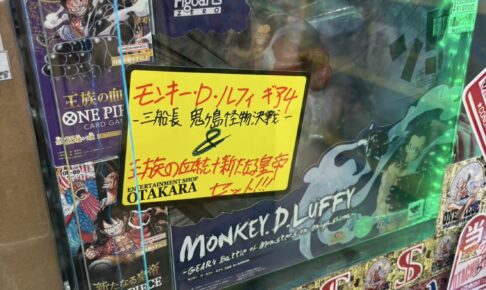 Figuarts
ZERO
王族の血
ONE PIECE
CARD GAME
モンキー・D・ルフィ ギア4
-三船長 鬼ヶ島怪物決戦-
&
王族の血統+新たな皇帝
セット!!!
ENTERTAINMENT SHOP
OTAKARA
MONKEY.D.LUFFY
-GEAR4 Battle of Monsters on Onigashima-
新たなる皇帝
PIECE
当